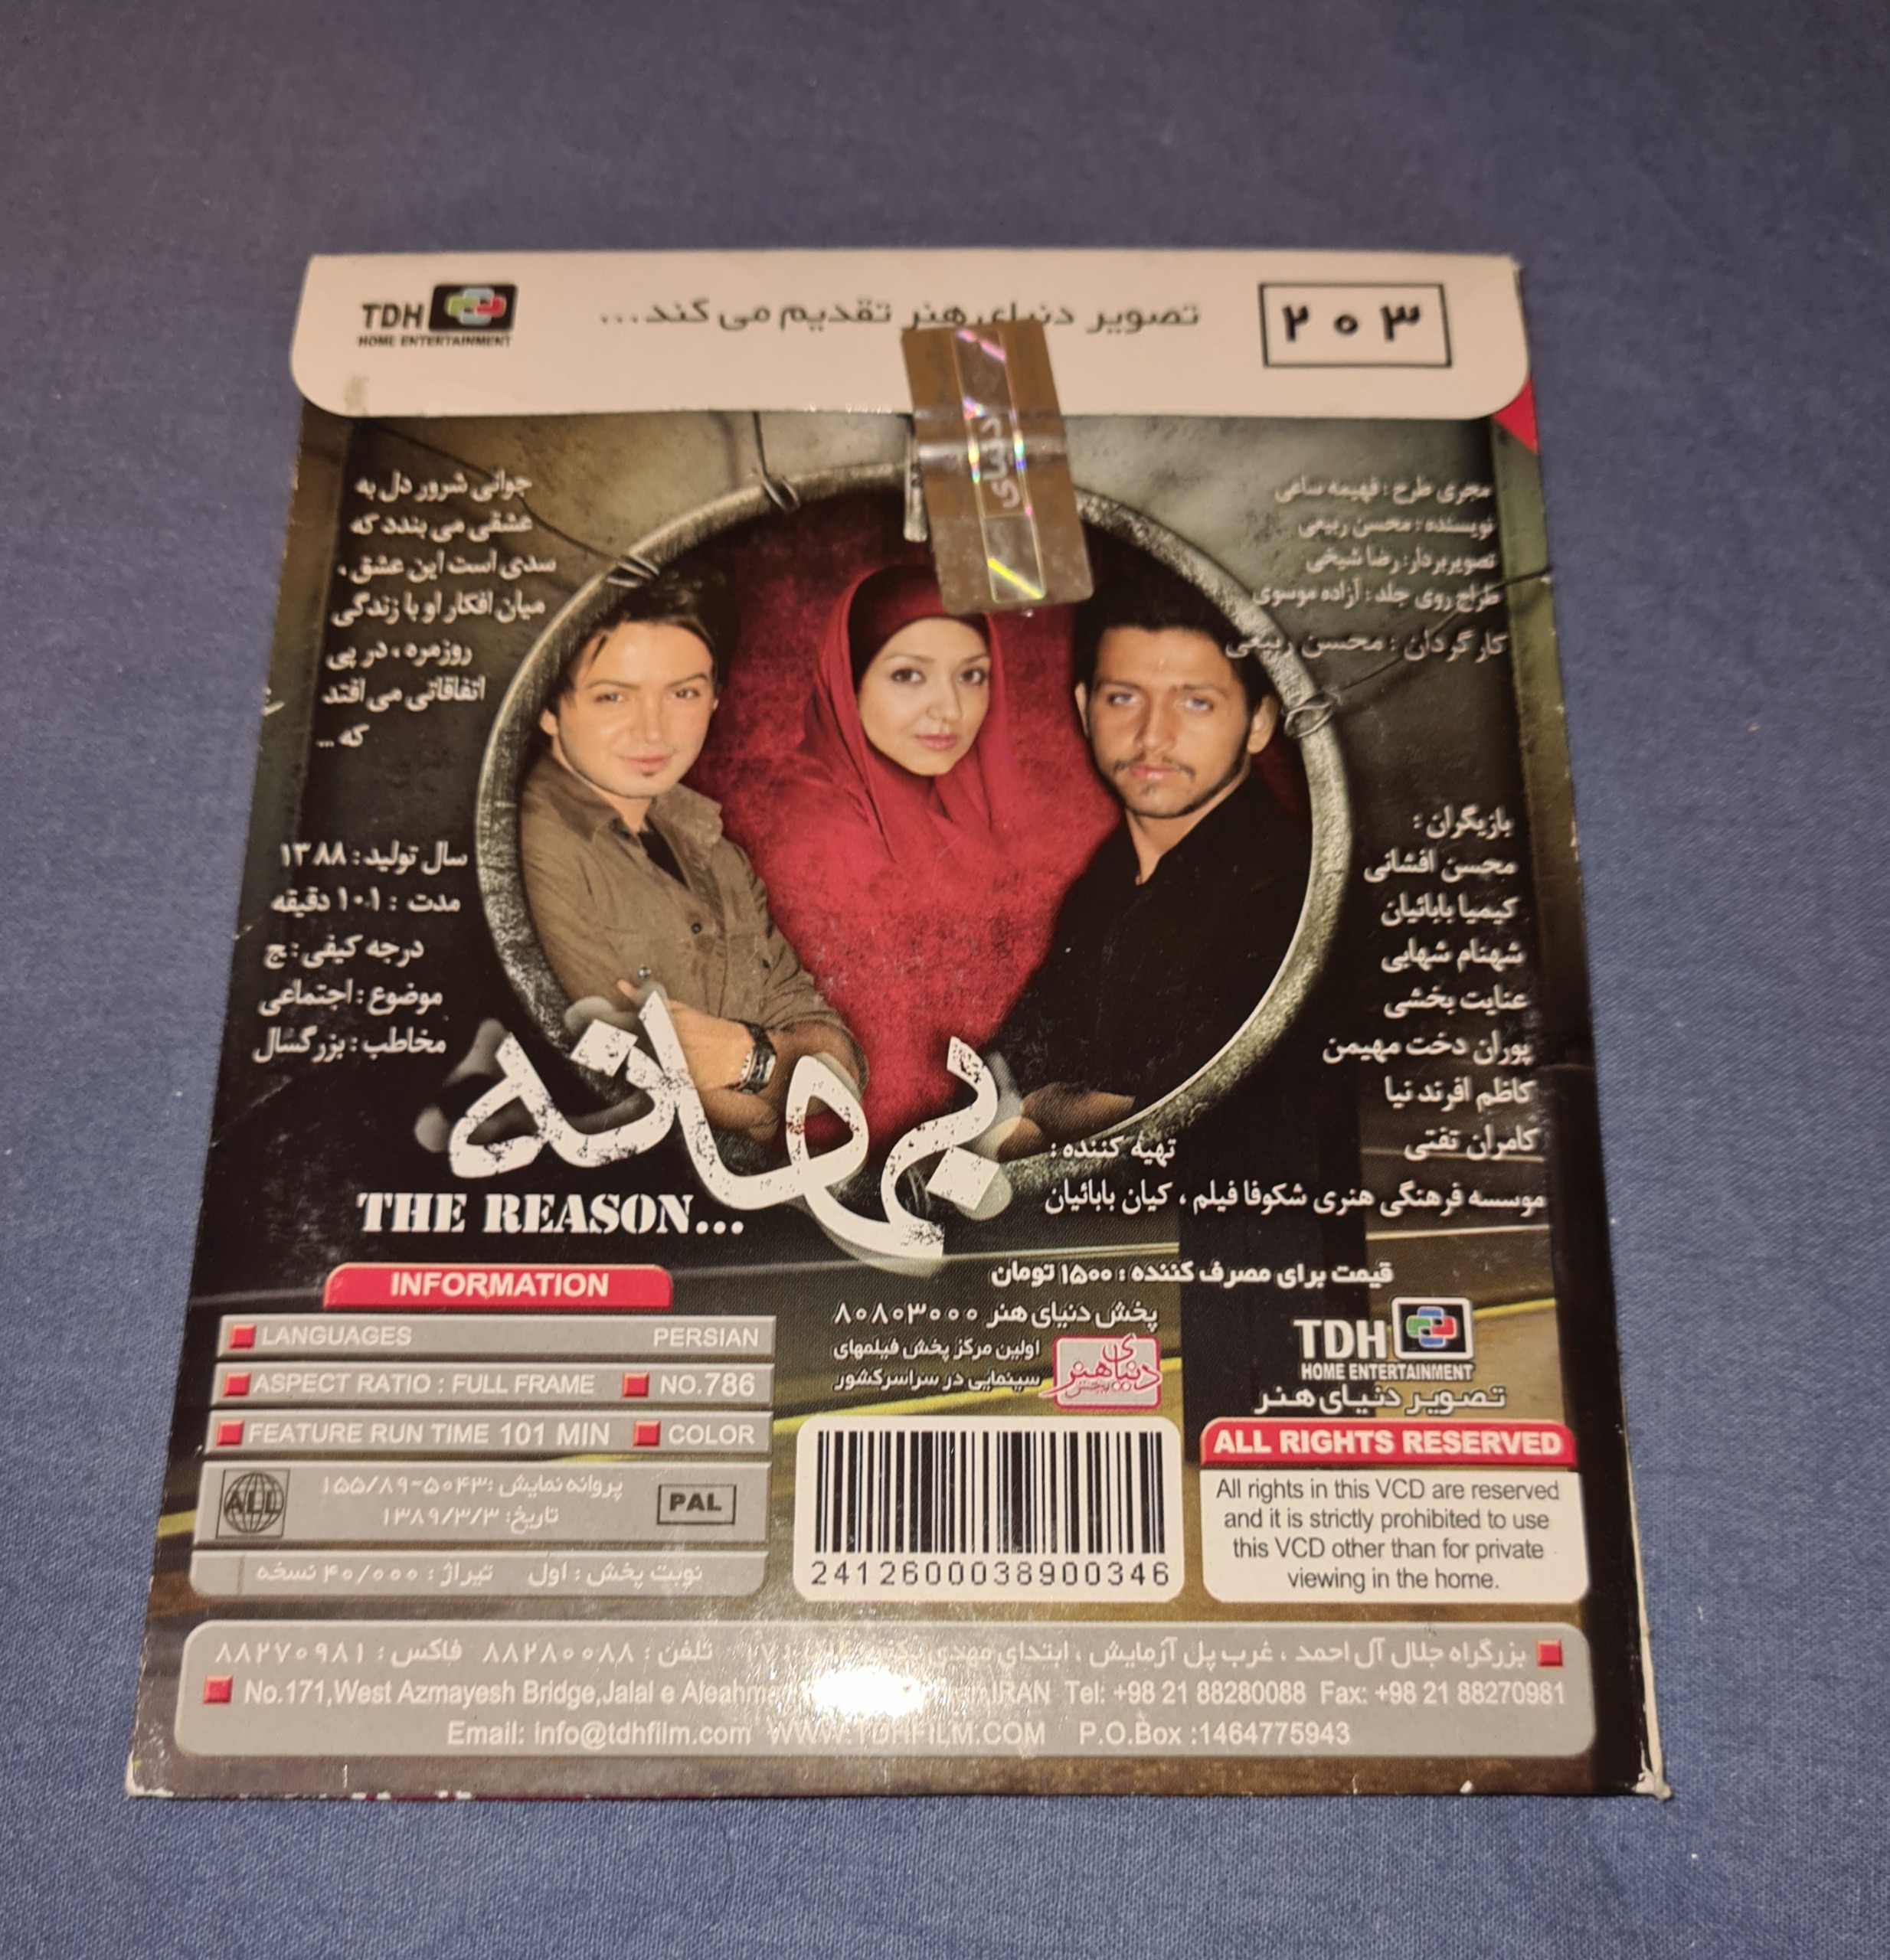 TDH
HOME ENTERTAINMENT
تصویر دنیای هنر تقدیم می کند...
۲۰۳
دنیای
جوانی شرور دل به
عشقی می بندد که
سدی است این عشق ،
میان افکار او با زندگی
روزمره ، در پی
اتفاقاتی می افتد
که ...
مجری طرح : فهیمه ساعی
نویسنده : محسن ربیعی
تصویربردار: رضا شیخی
طراح روی جلد : آزاده موسوی
کارگردان : محسن ربیعی
سال تولید : ۱۳۸۸
مدت : ۱۰۱ دقیقه
درجه کیفی : ج
موضوع : اجتماعی
مخاطب : بزرگسال
بازیگران :
محسن افشانی
کیمیا بابائیان
شهنام شهابی
عنایت بخشی
پوران دخت مهیمن
کاظم افرند نیا
کامران تفتی
بی هانه
THE REASON...
تهیه کننده :
موسسه فرهنگی هنری شکوفا فیلم ، کیان بابائیان
قیمت برای مصرف کننده : ۱۵۰۰ تومان
پخش دنیای هنر ۸۰۸۰۳۰۰۰
اولین مرکز پخش فیلمهای
سینمایی در سراسر کشور
دنیای هنر
پخش
TDH
HOME ENTERTAINMENT
تصویر دنیای هنر
INFORMATION
LANGUAGES PERSIAN
ASPECT RATIO : FULL FRAME NO.786
FEATURE RUN TIME 101 MIN COLOR
ALL
پروانه نمایش :۵۰۴۳-۱۵۵/۸۹
تاریخ: ۱۳۸۹/۳/۳
PAL
نوبت پخش : اول تیراژ : ۴۰/۰۰۰ نسخه
2412600038900346
ALL RIGHTS RESERVED
All rights in this VCD are reserved
and it is strictly prohibited to use
this VCD other than for private
viewing in the home.
بزرگراه جلال آل احمد ، غرب پل آزمایش ، ابتدای تلفن : ۸۸۲۸۰۰۸۸ فاکس : ۸۸۲۷۰۹۸۱
No.171,West Azmayesh Bridge,Jalal e IRAN Tel: +98 21 88280088 Fax: +98 21 88270981
Email: info@tdhfilm.com WWW.TDHFILM.COM P.O.Box :1464775943